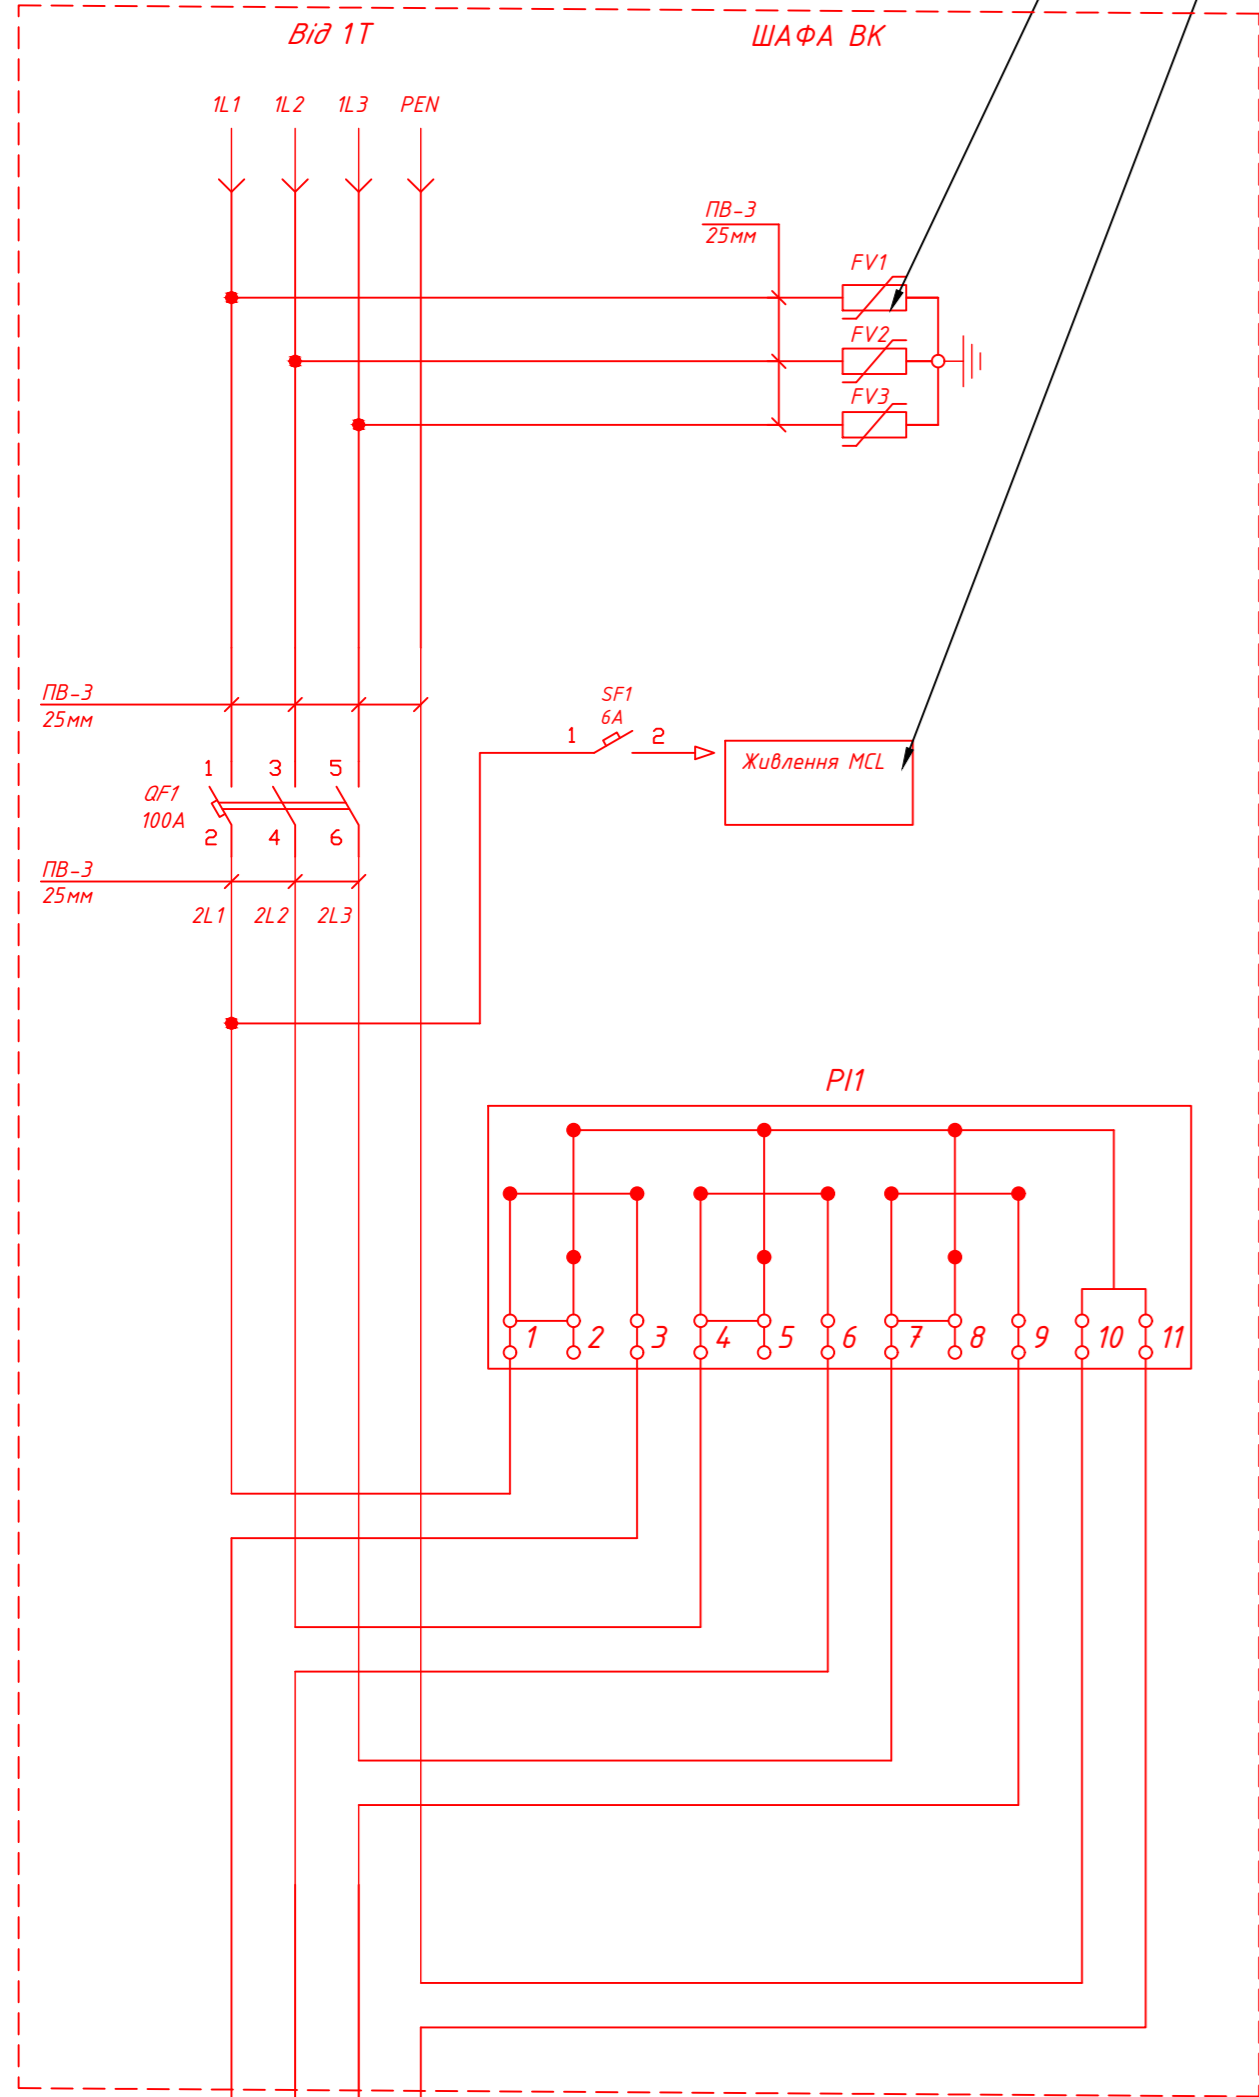 Від 1Т
ШАФА ВК
1L1 1L2 1L3 PEN
ПВ-3
25мм
FV1
FV2
FV3
ПВ-3
25мм
SF1
6А
1 2
Живлення MCL
1 3 5
QF1
100А
2 4 6
ПВ-3
25мм
2L1 2L2 2L3
PI1
1 2 3 4 5 6 7 8 9 10 11